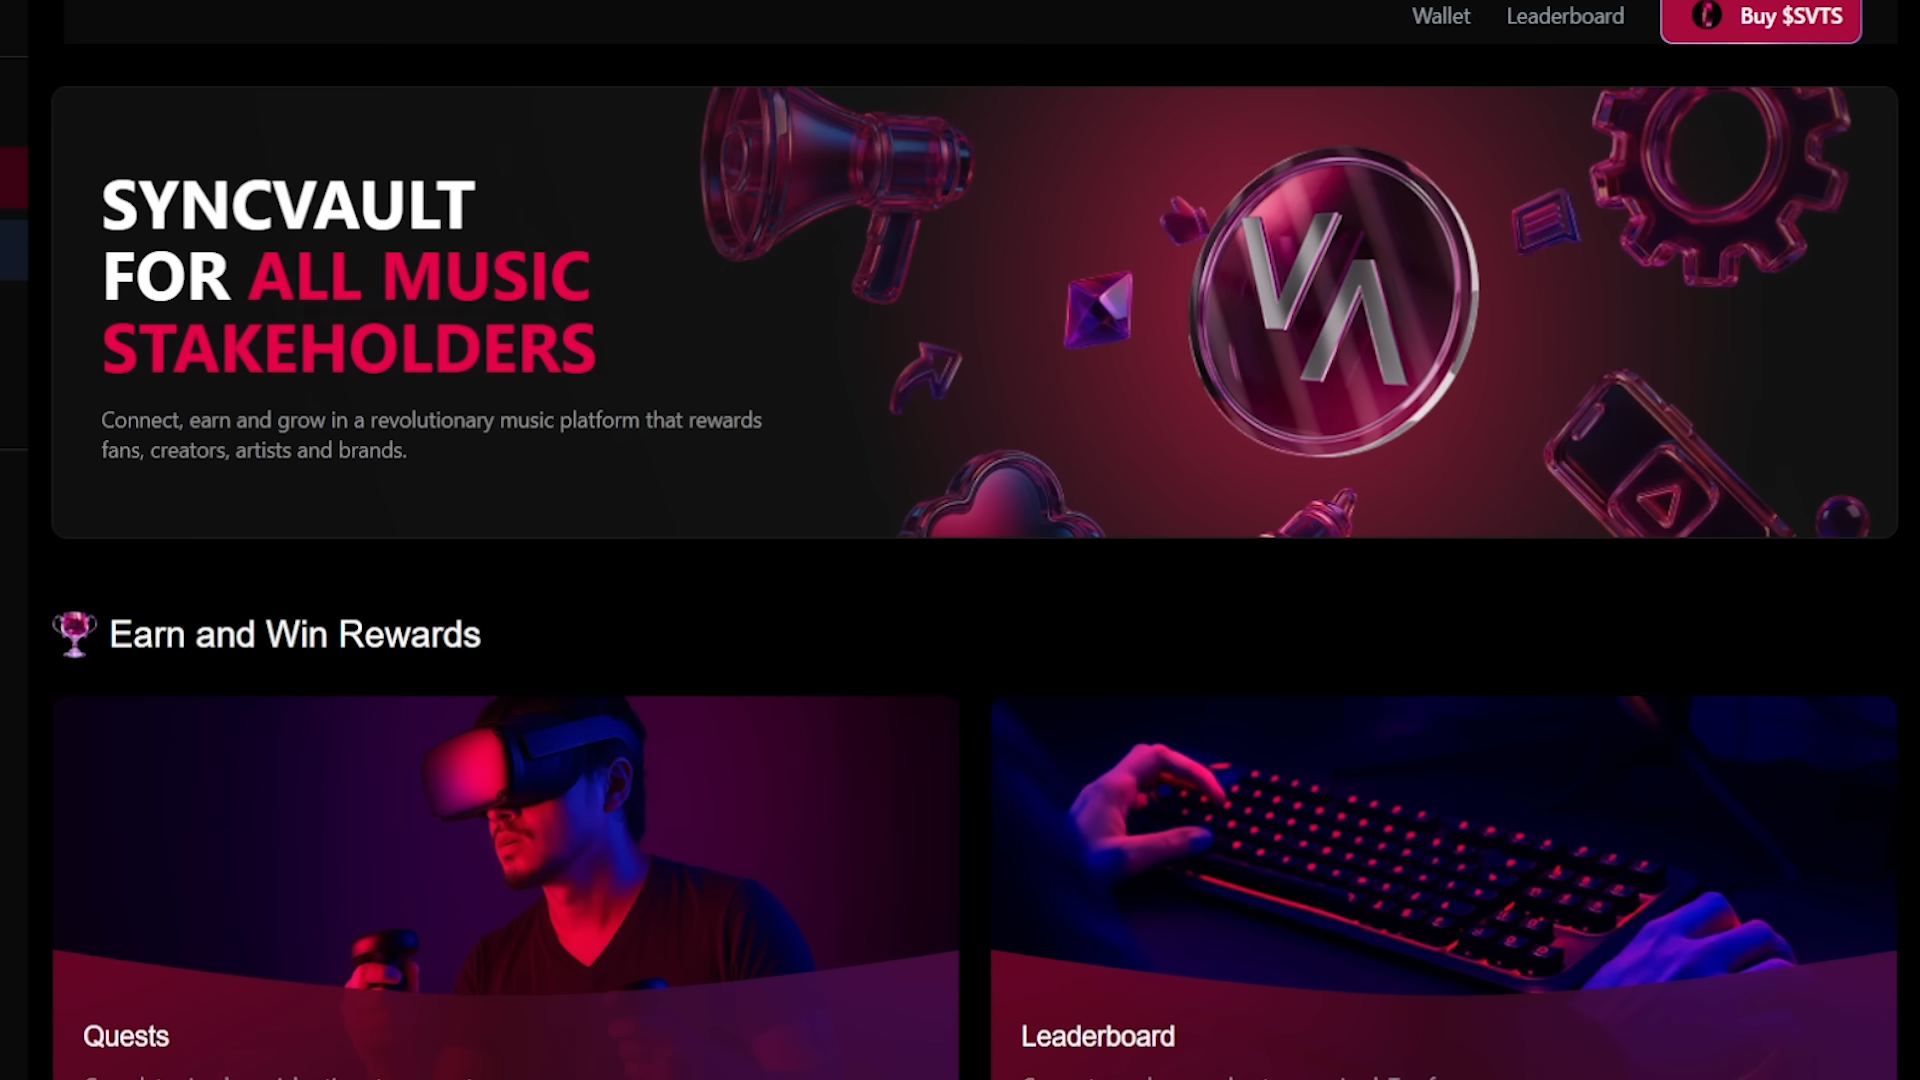 Wallet Leaderboard Buy $SVTS
SYNCVAULT
FOR ALL MUSIC
STAKEHOLDERS
Connect, earn and grow in a revolutionary music platform that rewards
fans, creators, artists and brands.
VA
Earn and Win Rewards
Quests
Leaderboard